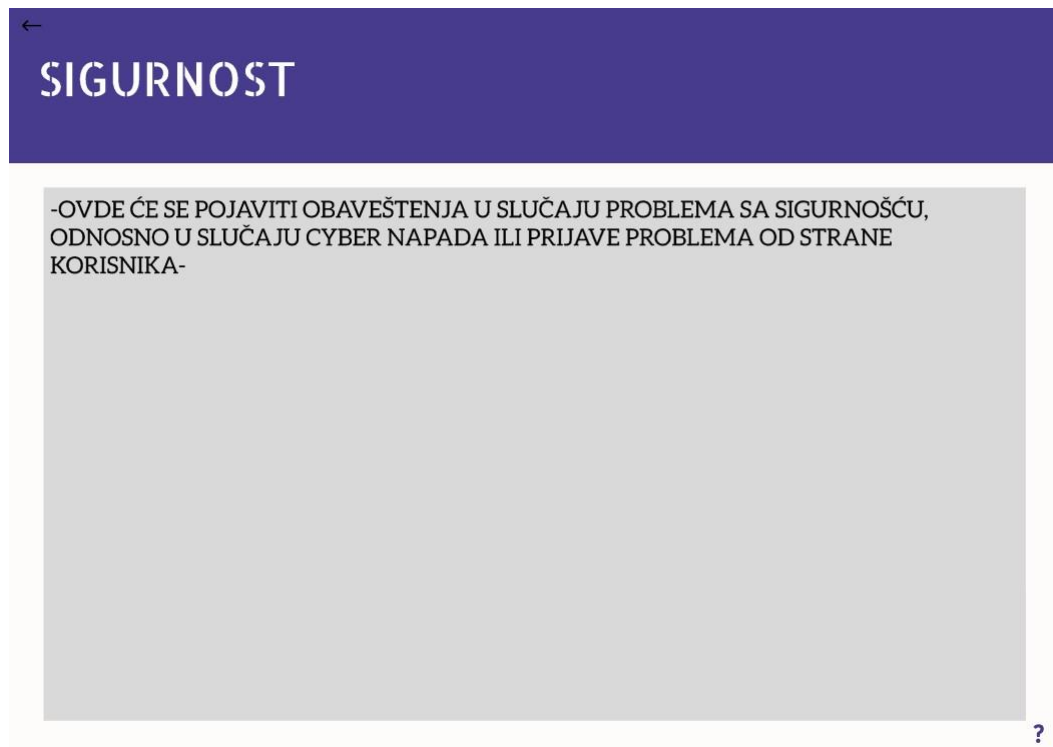 ←
SIGURNOST
-OVDE ĆE SE POJAVITI OBAVEŠTENJA U SLUČAJU PROBLEMA SA SIGURNOŠĆU,
ODNOSNO U SLUČAJU CYBER NAPADA ILI PRIJAVE PROBLEMA OD STRANE
KORISNIKA-
?